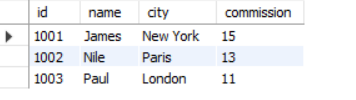 id name city commission
1001 James New York 15
1002 Nile Paris 13
1003 Paul London 11